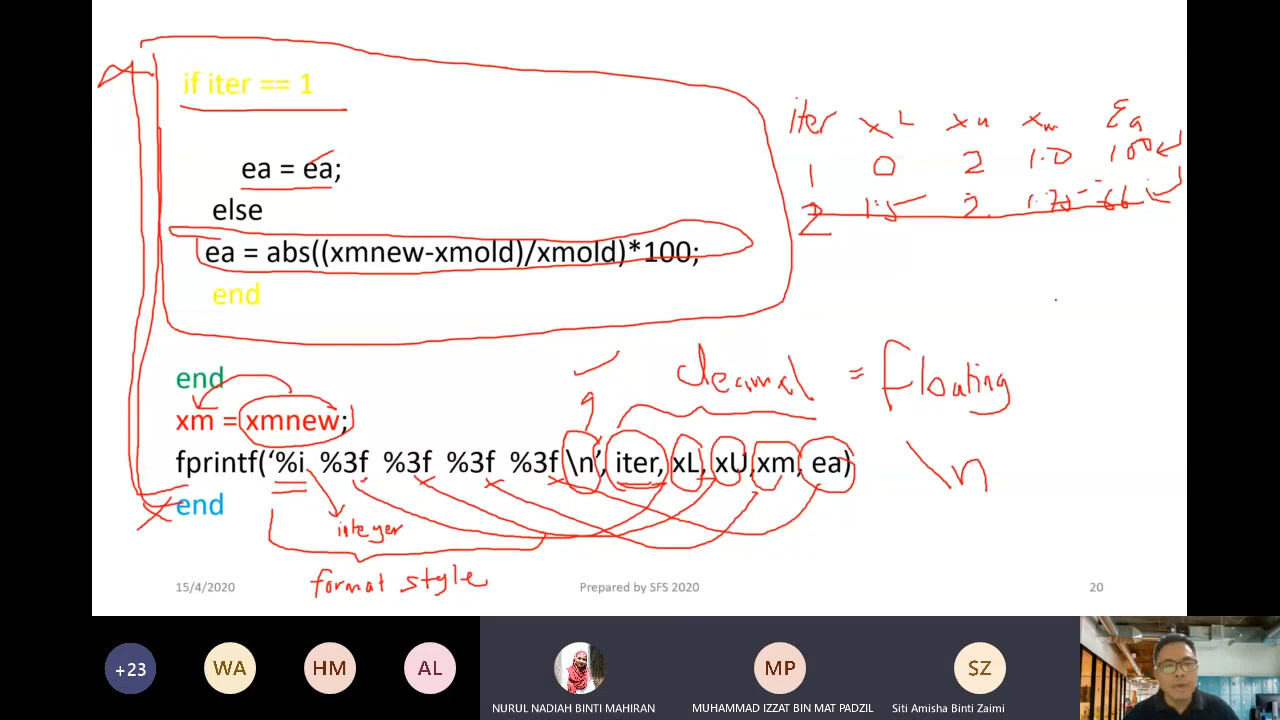 if iter == 1
ea = ea;
else
ea = abs((xmnew-xmold)/xmold)*100;
end
iter xL xu xm Ea
1 0 2 1.0 100
2 1.5 2 1.75 66
end
xm = xmnew;
decimal = Floating
fprintf('%i %3f %3f %3f %3f \n', iter, xL, xU,xm, ea)
\n
end
integer
format style
15/4/2020 Prepared by SFS 2020 20
+23 WA HM AL MP SZ
NURUL NADIAH BINTI MAHIRAN MUHAMMAD IZZAT BIN MAT PADZIL Siti Amisha Binti Zaimi